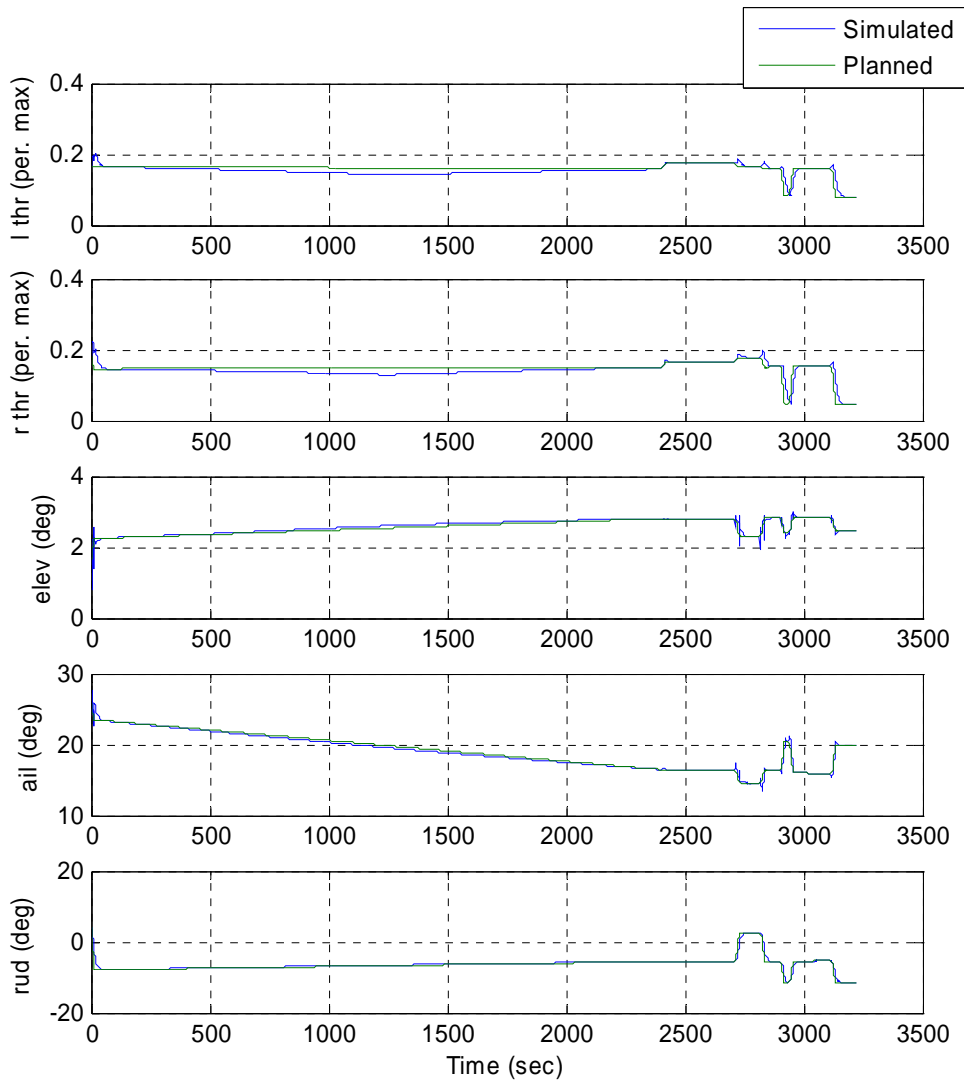 Simulated
Planned
0.4
0.2
0
l thr (per. max)
0 500 1000 1500 2000 2500 3000 3500
0.4
0.2
0
r thr (per. max)
0 500 1000 1500 2000 2500 3000 3500
4
2
0
elev (deg)
0 500 1000 1500 2000 2500 3000 3500
30
20
10
ail (deg)
0 500 1000 1500 2000 2500 3000 3500
20
0
-20
rud (deg)
0 500 1000 1500 2000 2500 3000 3500
Time (sec)